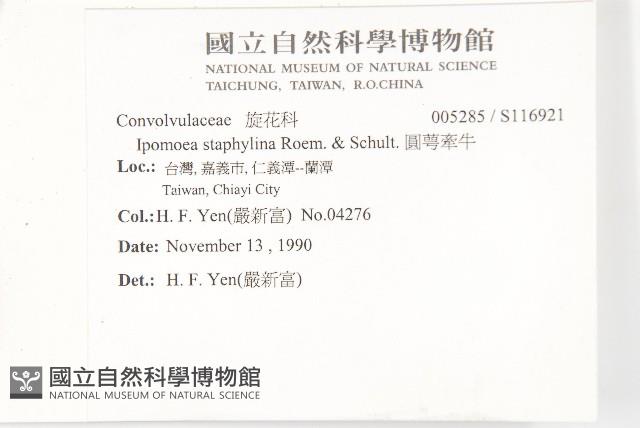 國立自然科學博物館
NATIONAL MUSEUM OF NATURAL SCIENCE
TAICHUNG, TAIWAN, R.O.CHINA
Convolvulaceae 旋花科 005285 / S116921
Ipomoea staphylina Roem. & Schult. 圓萼牽牛
Loc.: 台灣, 嘉義市, 仁義潭--蘭潭
Taiwan, Chiayi City
Col.: H. F. Yen(嚴新富) No.04276
Date: November 13 , 1990
Det.: H. F. Yen(嚴新富)
國立自然科學博物館
NATIONAL MUSEUM OF NATURAL SCIENCE